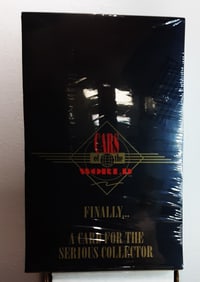 CARS
of the
WORLD
FINALLY...
A CARD FOR THE
SERIOUS COLLECTOR